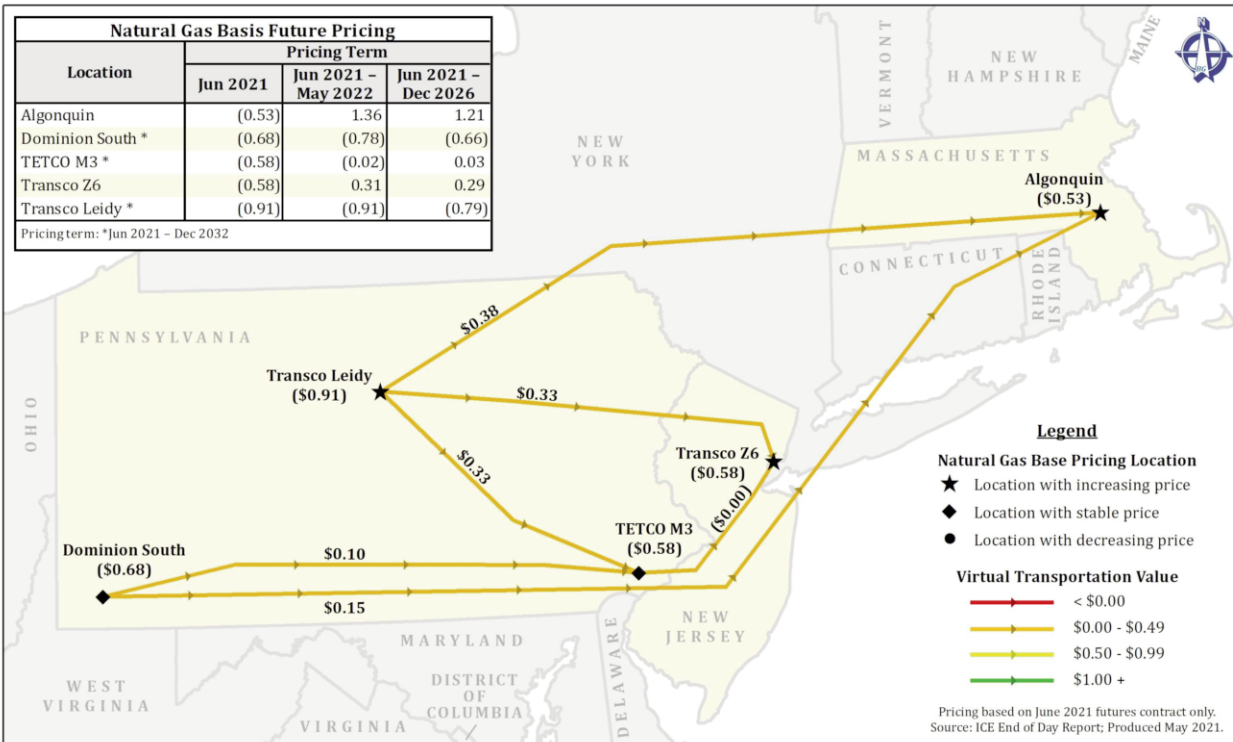 Natural Gas Basis Future Pricing
Location
Pricing Term
Jun 2021
Jun 2021 –
May 2022
Jun 2021 –
Dec 2026
Algonquin (0.53) 1.36 1.21
Dominion South * (0.68) (0.78) (0.66)
TETCO M3 * (0.58) (0.02) 0.03
Transco Z6 (0.58) 0.31 0.29
Transco Leidy * (0.91) (0.91) (0.79)
Pricing term: *Jun 2021 – Dec 2032
N
BG
MAINE
VERMONT
NEW
HAMPSHIRE
NEW
YORK
MASSACHUSETTS
Algonquin
($0.53)
CONNECTICUT
RHODE
ISLAND
PENNSYLVANIA
OHIO
$0.38
Transco Leidy
($0.91)
$0.33
$0.33
Transco Z6
($0.58)
($0.00)
TETCO M3
($0.58)
Dominion South
($0.68)
$0.10
$0.15
NEW
JERSEY
MARYLAND
DELAWARE
DISTRICT
OF
COLUMBIA
WEST
VIRGINIA
VIRGINIA
Legend
Natural Gas Base Pricing Location
Location with increasing price
Location with stable price
Location with decreasing price
Virtual Transportation Value
< $0.00
$0.00 - $0.49
$0.50 - $0.99
$1.00 +
Pricing based on June 2021 futures contract only.
Source: ICE End of Day Report; Produced May 2021.